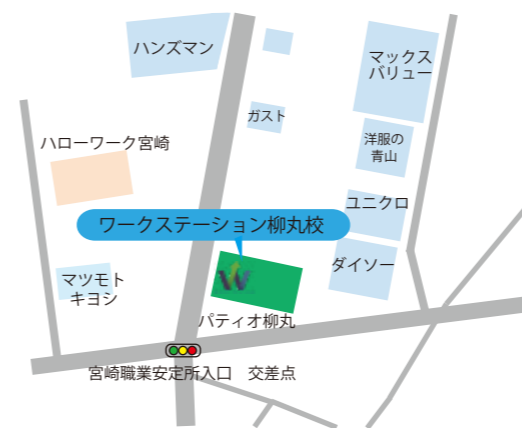 ハンズマン
マックス
バリュー
ガスト
洋服の
青山
ハローワーク宮崎
ユニクロ
ワークステーション柳丸校
ダイソー
マツモト
キヨシ
W
パティオ柳丸
宮崎職業安定所入口　交差点